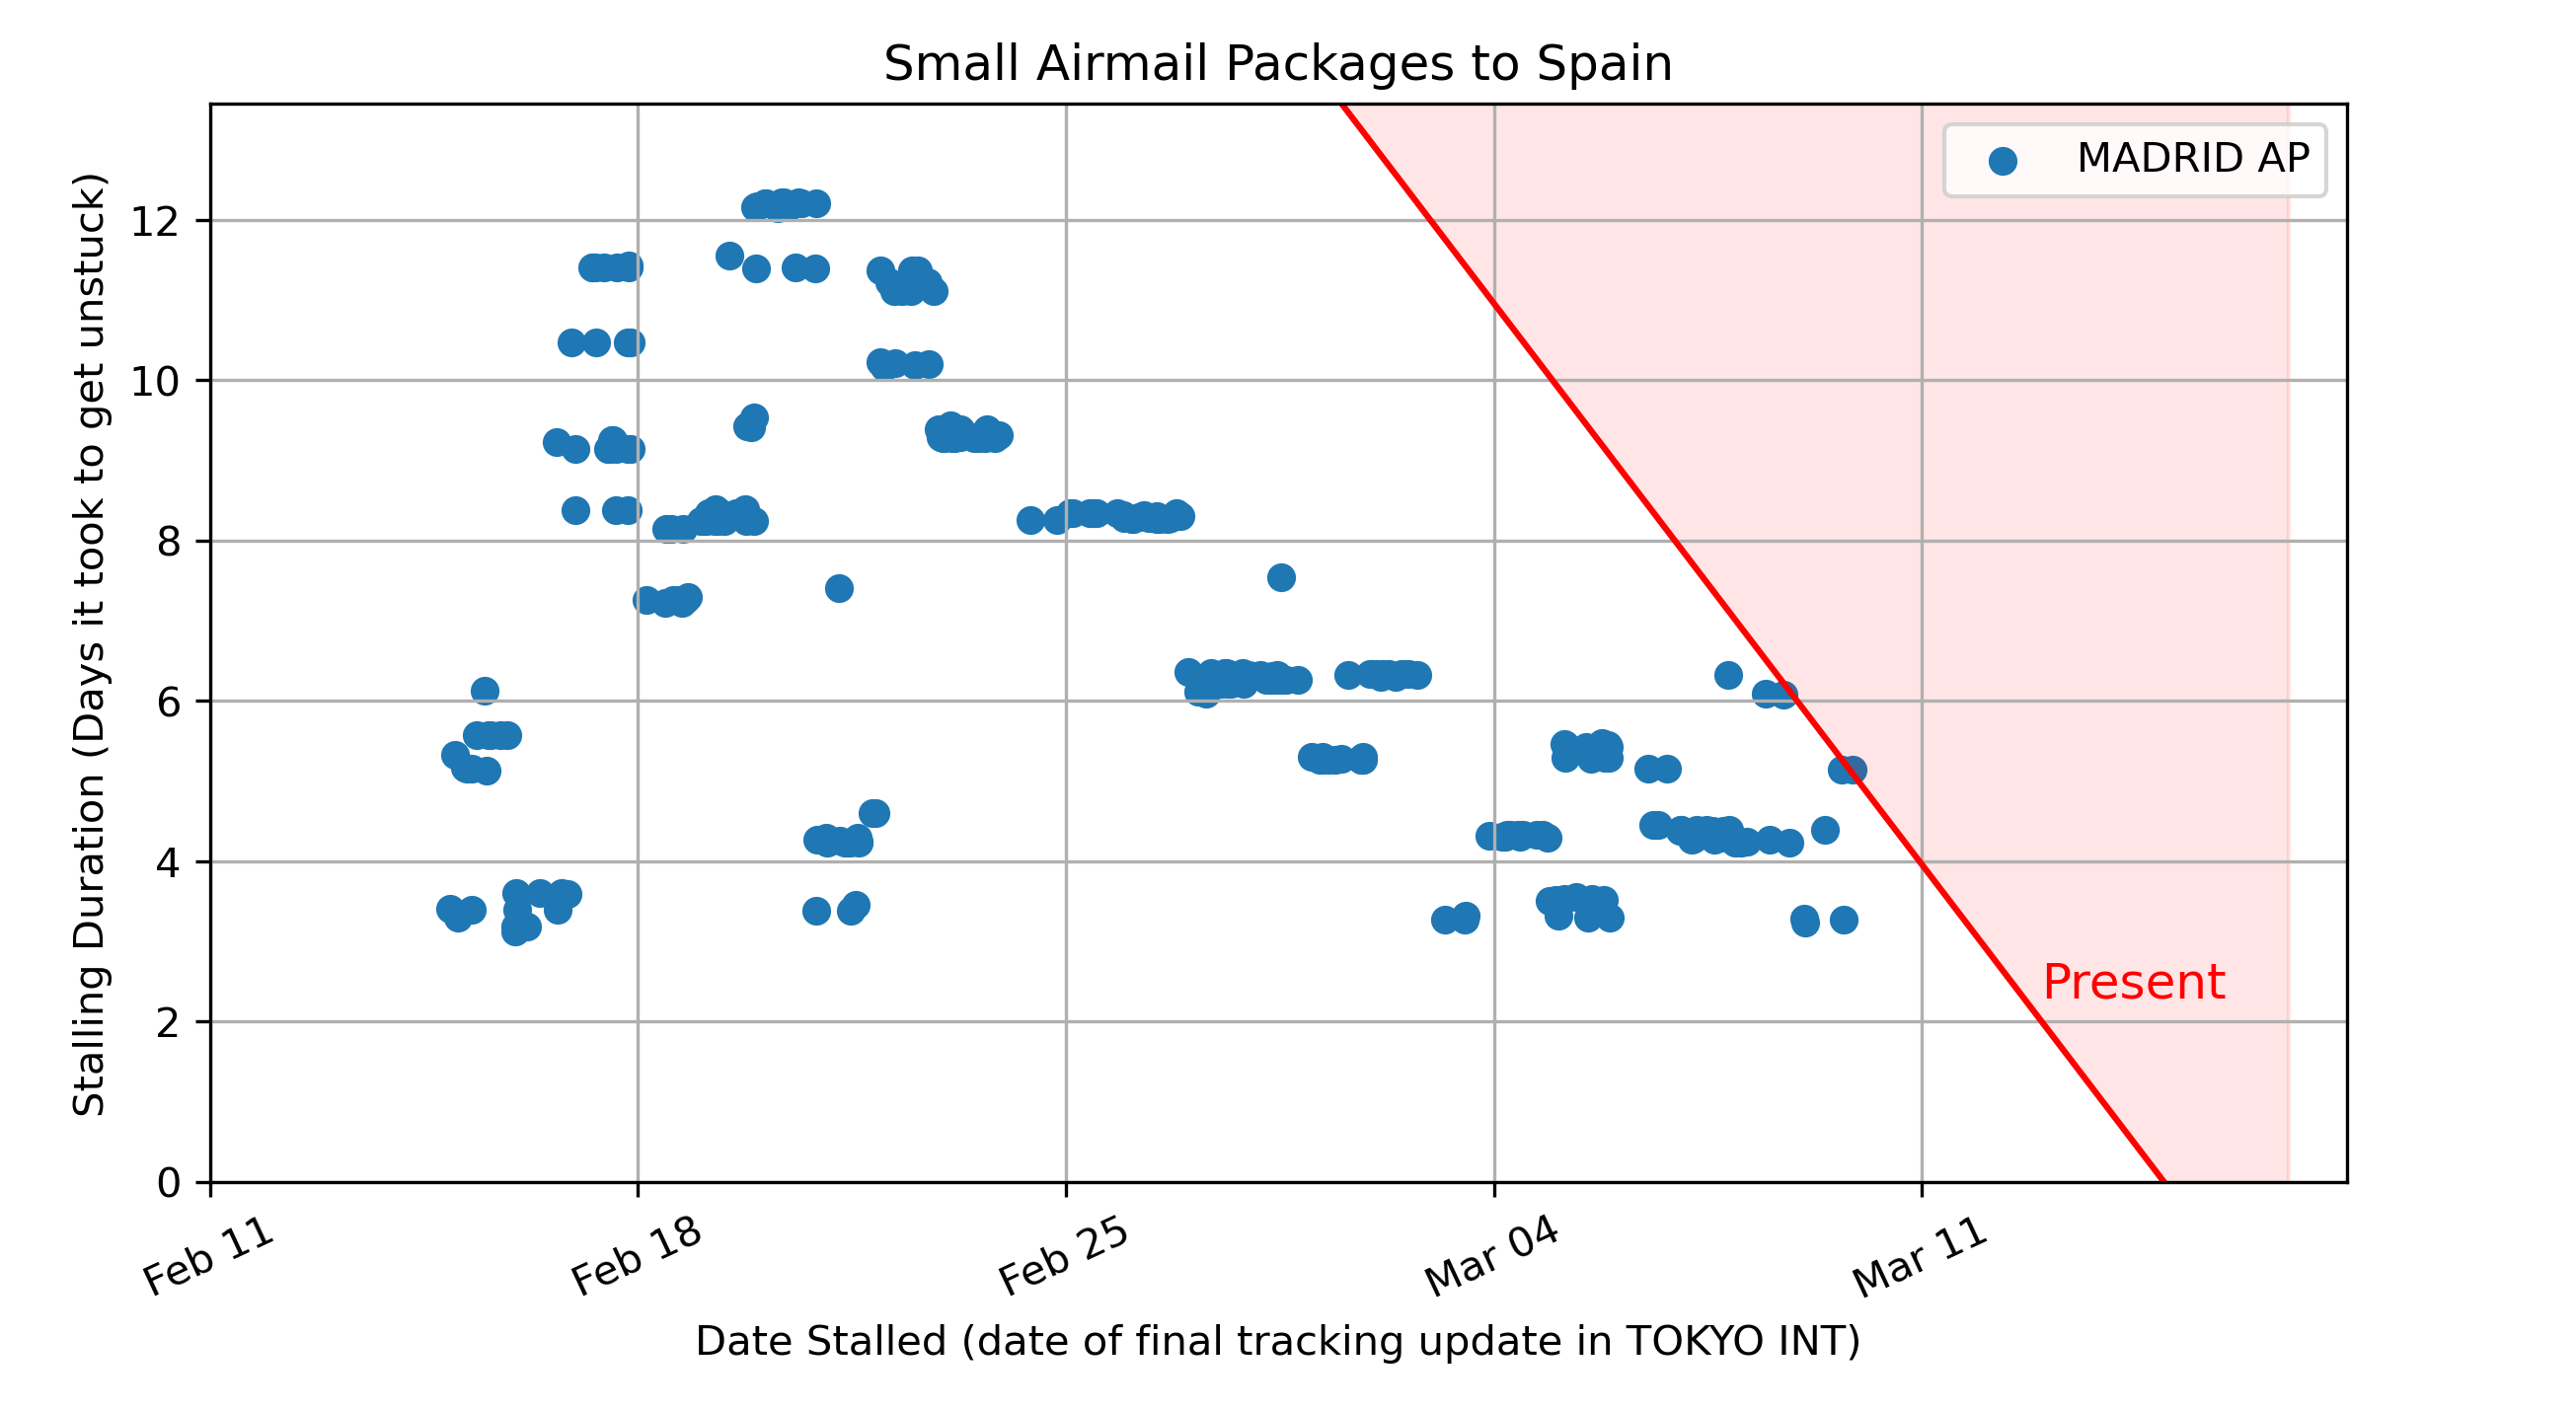 Small Airmail Packages to Spain
MADRID AP
Stalling Duration (Days it took to get unstuck)
12
10
8
6
4
2
0
Present
Feb 11
Feb 18
Feb 25
Mar 04
Mar 11
Date Stalled (date of final tracking update in TOKYO INT)